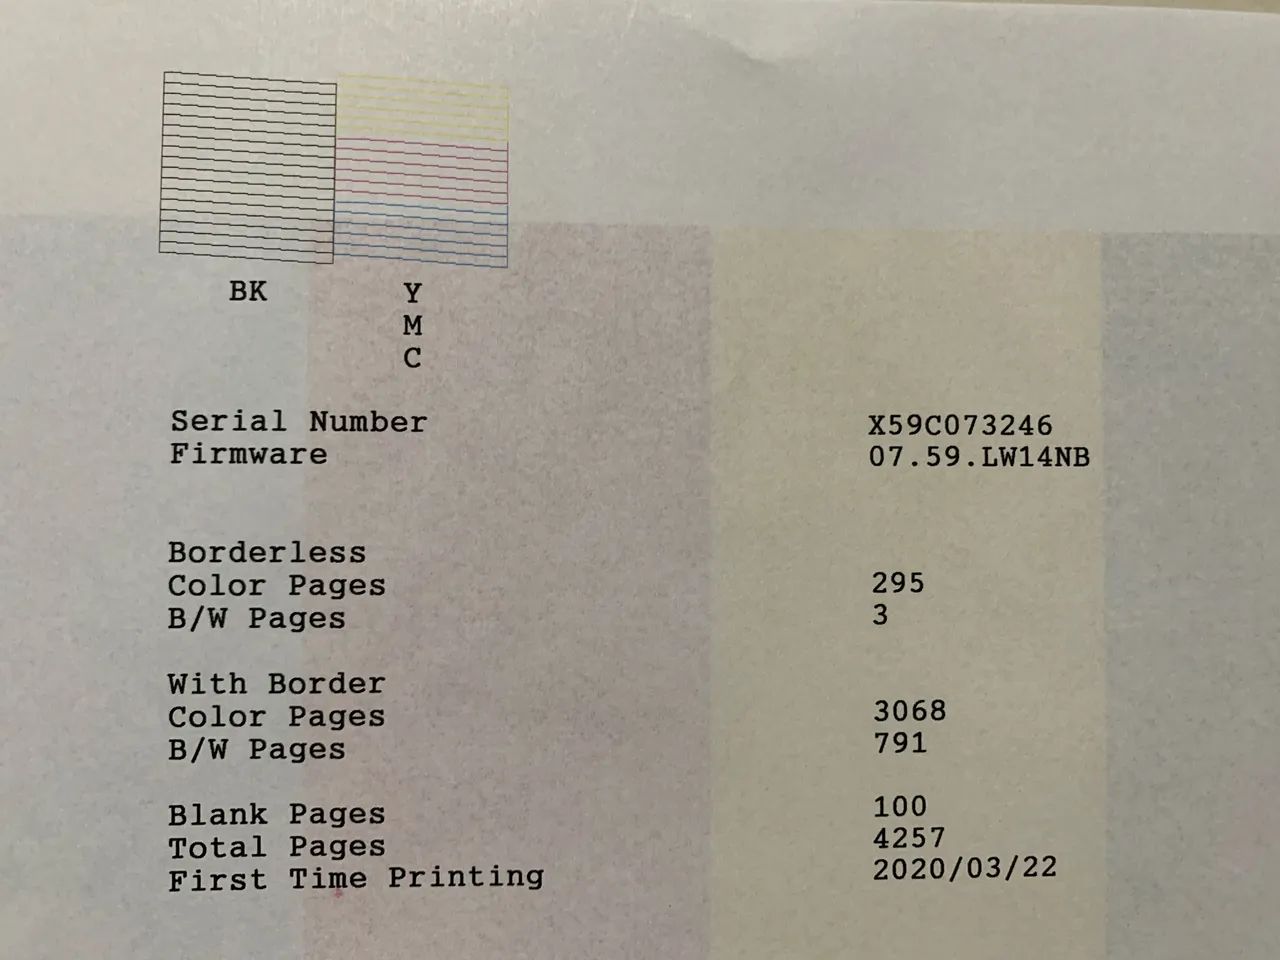 BK Y
M
C
Serial Number X59C073246
Firmware 07.59.LW14NB
Borderless
Color Pages 295
B/W Pages 3
With Border
Color Pages 3068
B/W Pages 791
Blank Pages 100
Total Pages 4257
First Time Printing 2020/03/22